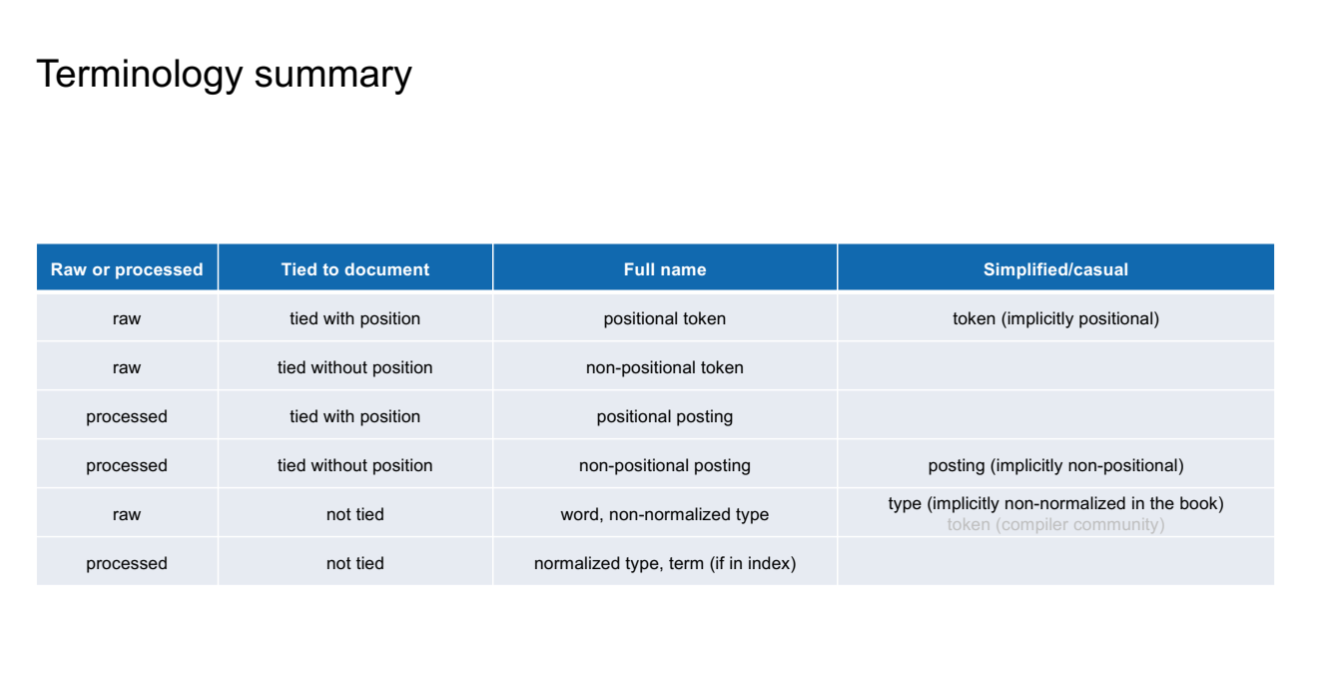 Terminology summary
Raw or processed Tied to document Full name Simplified/casual
raw tied with position positional token token (implicitly positional)
raw tied without position non-positional token
processed tied with position positional posting
processed tied without position non-positional posting posting (implicitly non-positional)
raw not tied word, non-normalized type type (implicitly non-normalized in the book)
token (compiler community)
processed not tied normalized type, term (if in index)